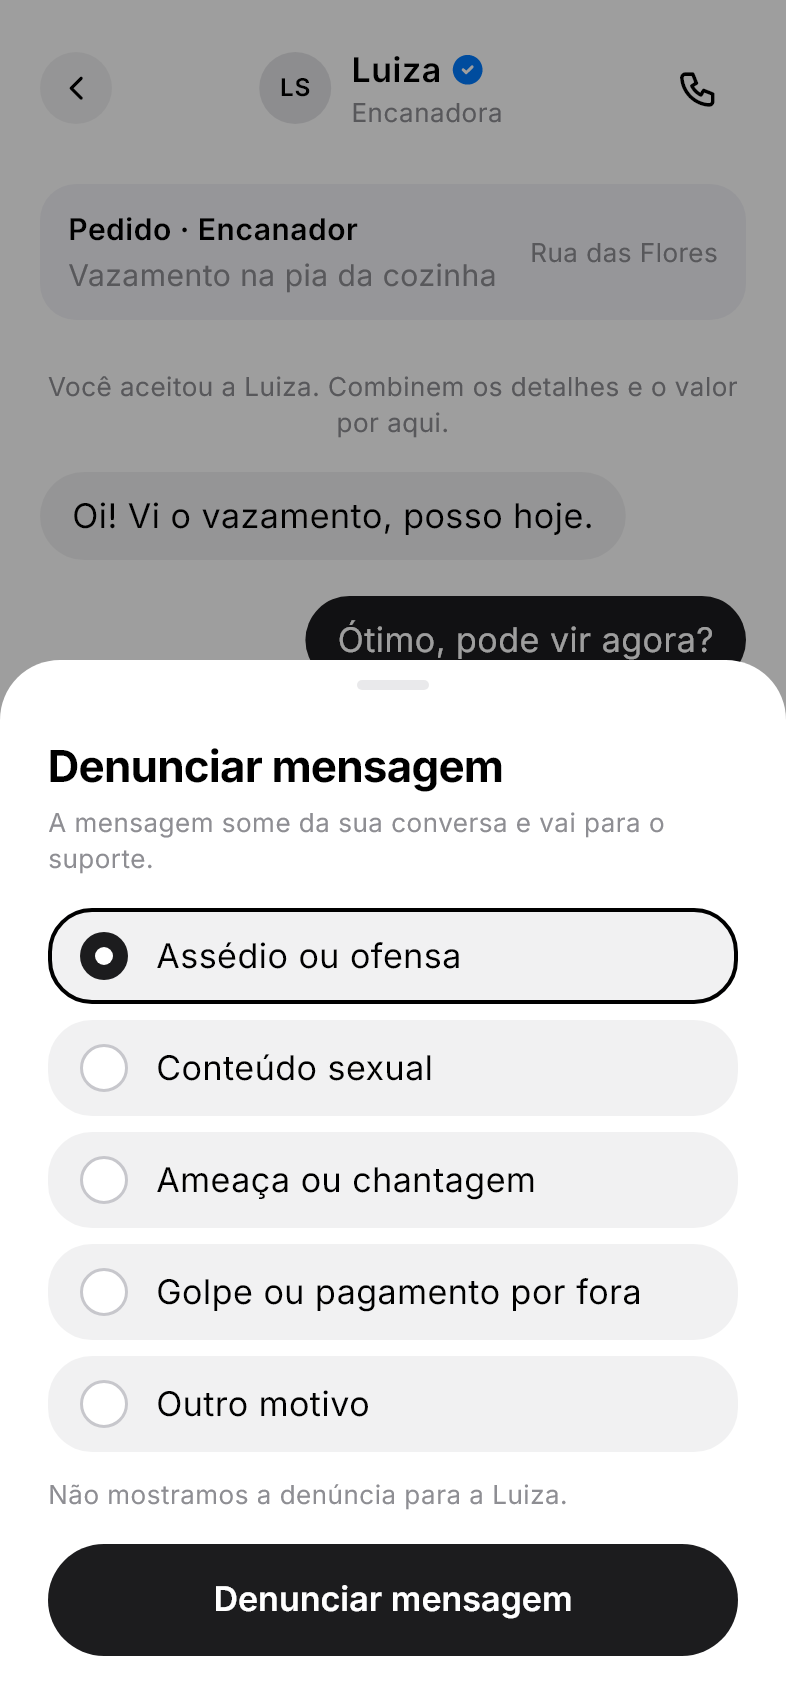 LS
Luiza
Encanadora
Pedido · Encanador
Vazamento na pia da cozinha
Rua das Flores
Você aceitou a Luiza. Combinem os detalhes e o valor
por aqui.
Oi! Vi o vazamento, posso hoje.
Ótimo, pode vir agora?
Denunciar mensagem
A mensagem some da sua conversa e vai para o
suporte.
Assédio ou ofensa
Conteúdo sexual
Ameaça ou chantagem
Golpe ou pagamento por fora
Outro motivo
Não mostramos a denúncia para a Luiza.
Denunciar mensagem